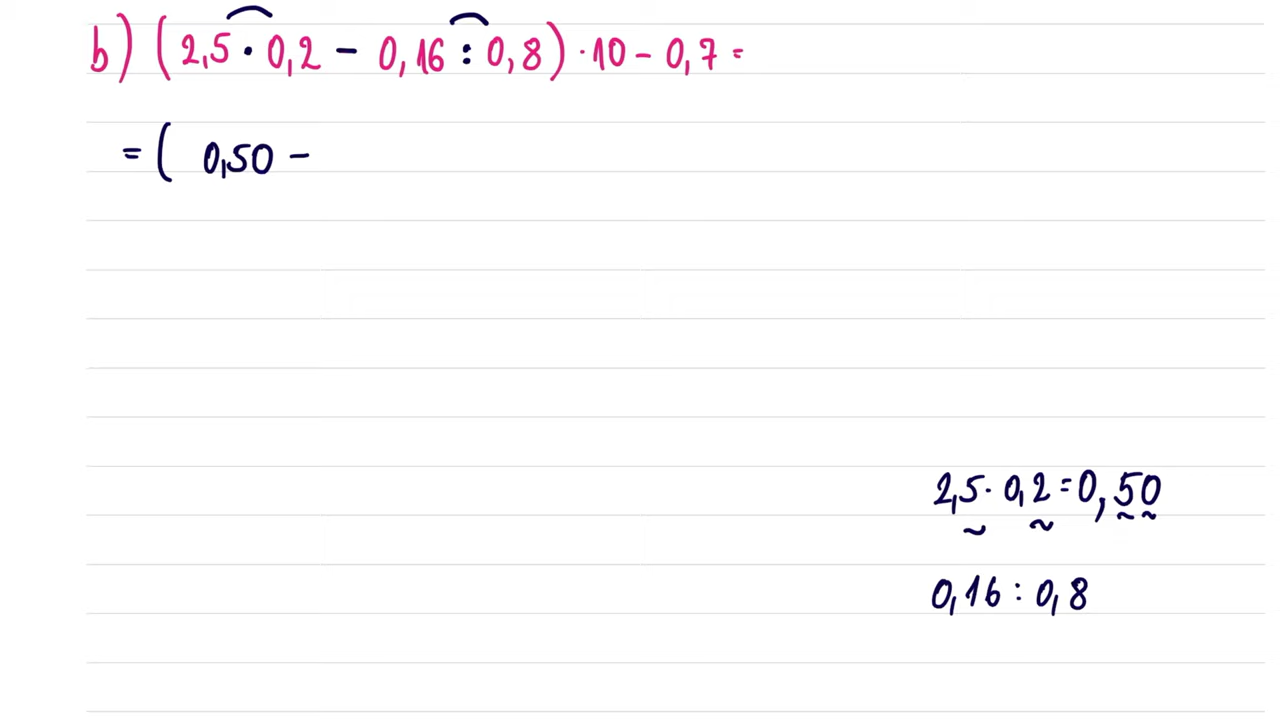 b) (2,5 · 0,2 - 0,16 : 0,8) · 10 - 0,7 =
= ( 0,50 -
2,5 · 0,2 = 0,50
0,16 : 0,8